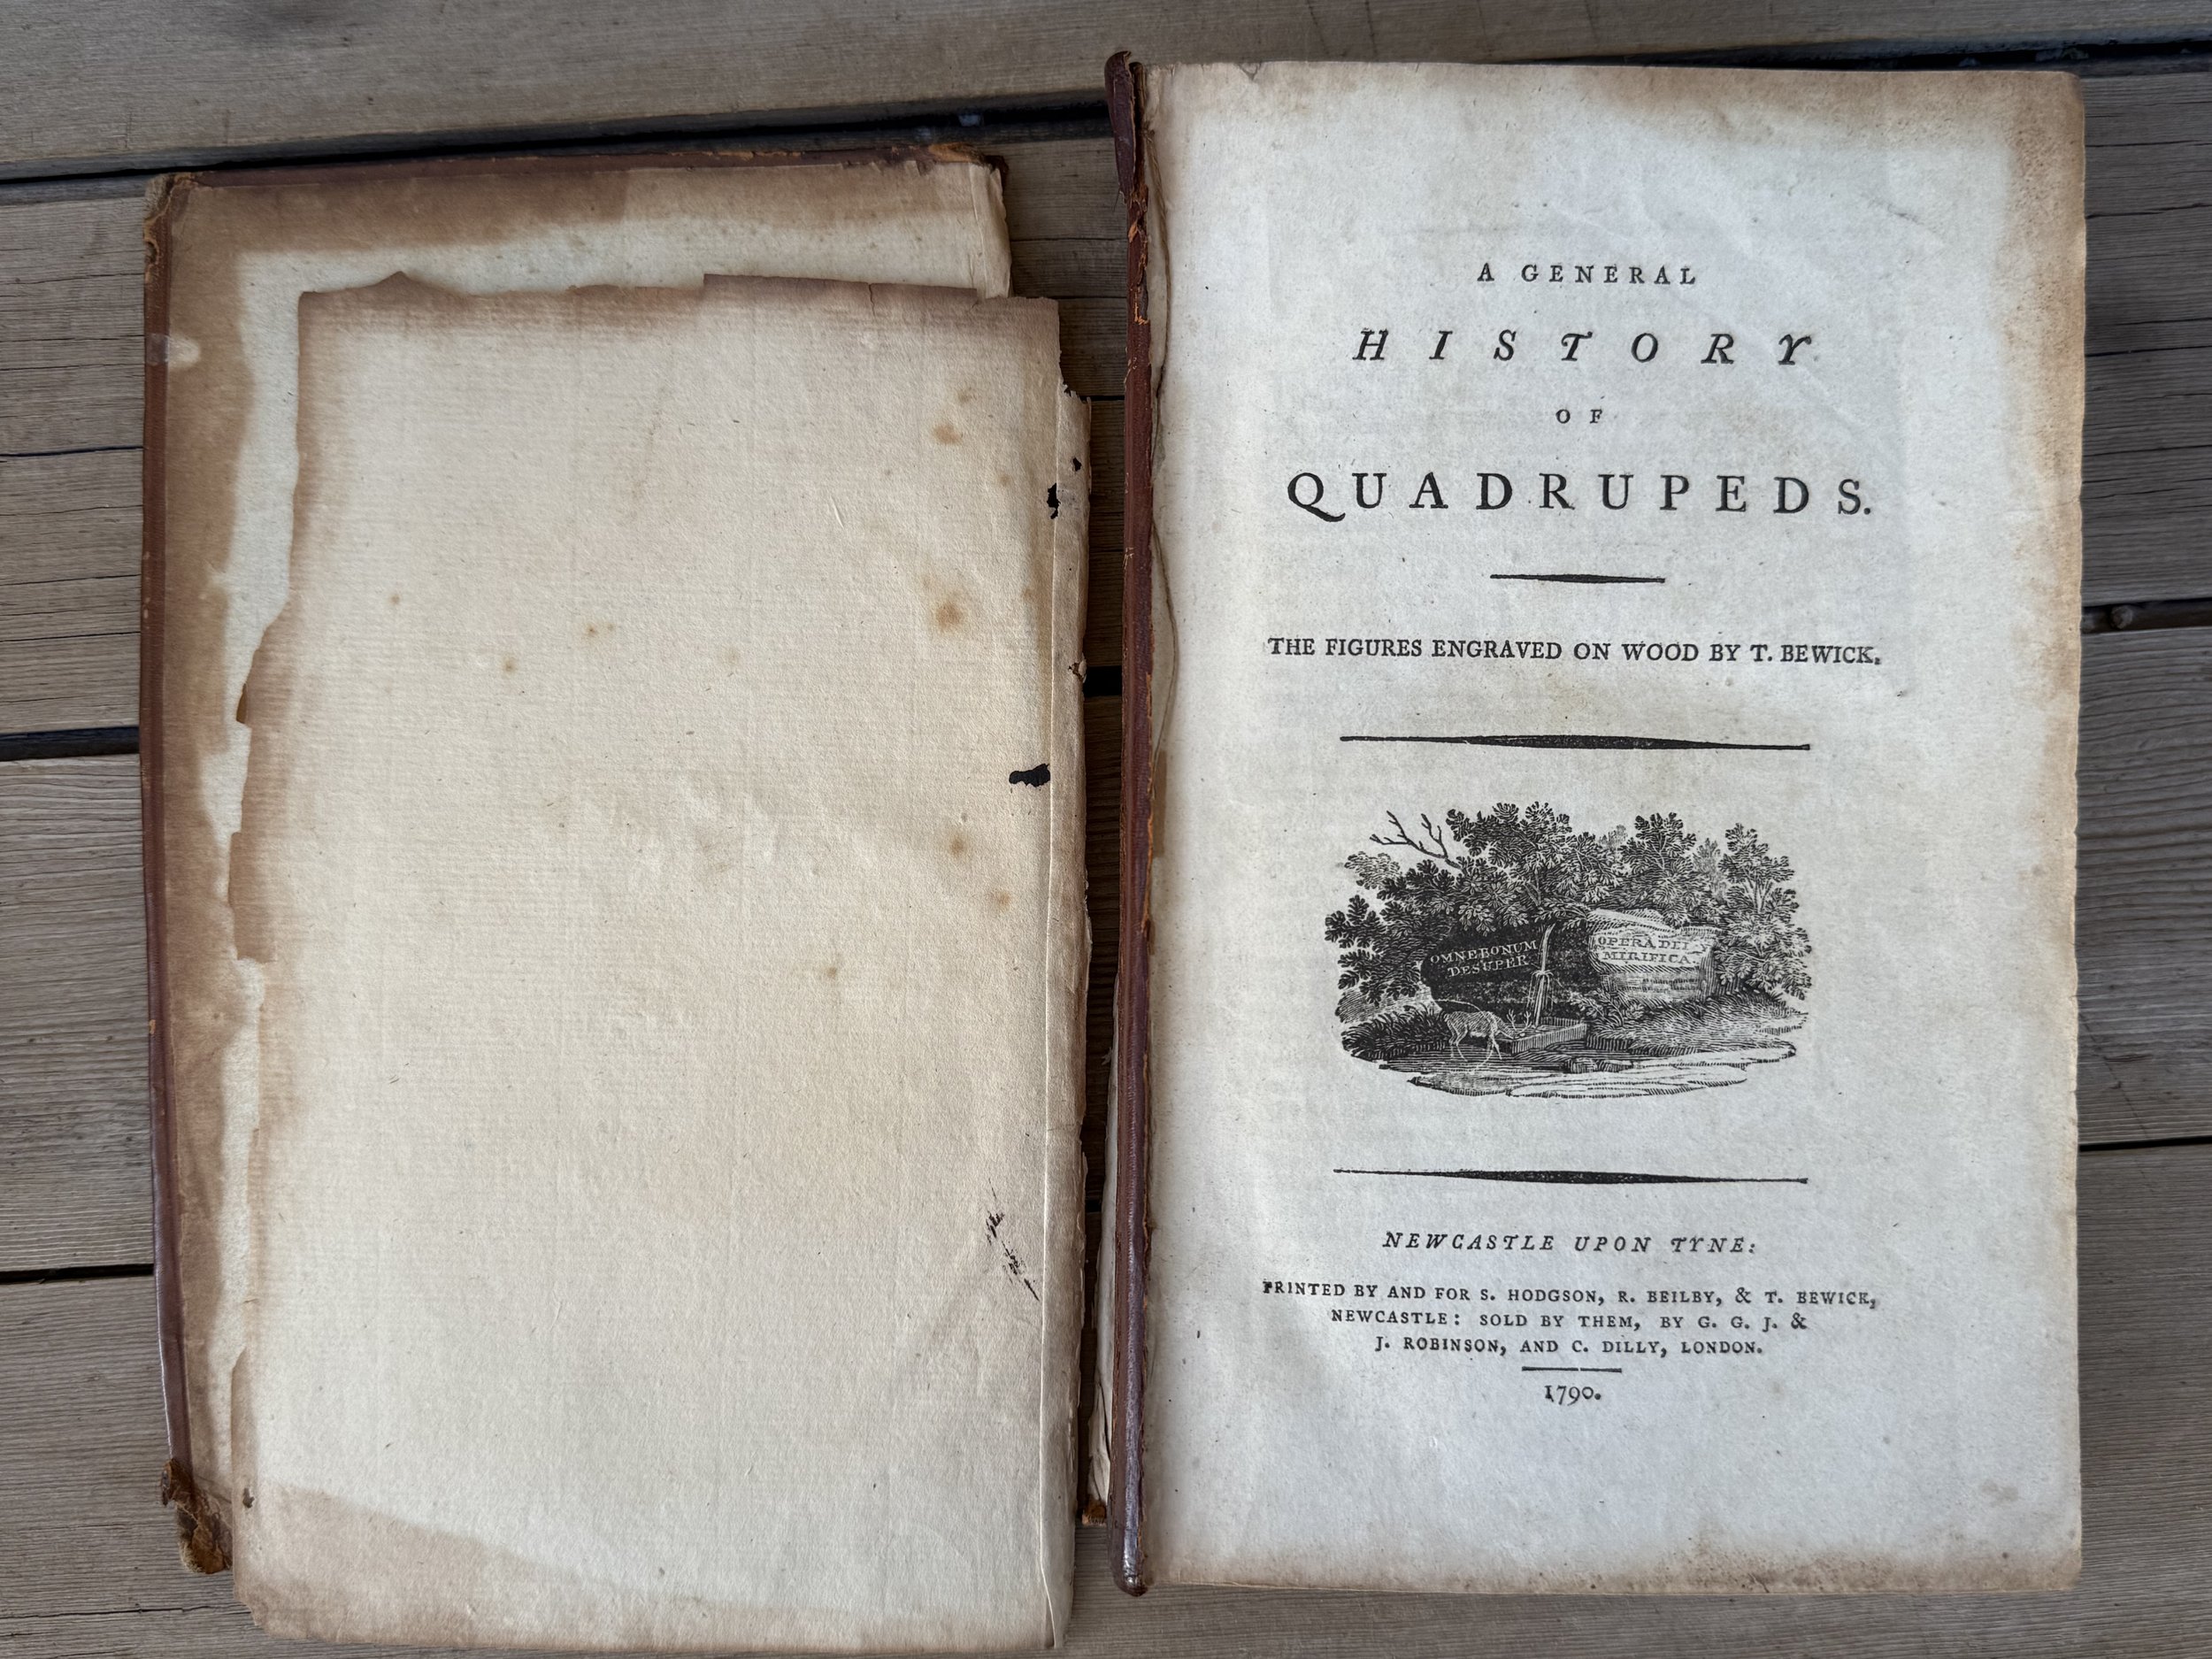 A GENERAL
HISTORY
OF
QUADRUPEDS.
THE FIGURES ENGRAVED ON WOOD BY T. BEWICK.
OMNE BONUM
DESUPER
OPERA DEI
MIRIFICA.
NEWCASTLE UPON TYNE:
PRINTED BY AND FOR S. HODGSON, R. BEILBY, & T. BEWICK,
NEWCASTLE: SOLD BY THEM, BY G. G. J. &
J. ROBINSON, AND C. DILLY, LONDON.
1790.